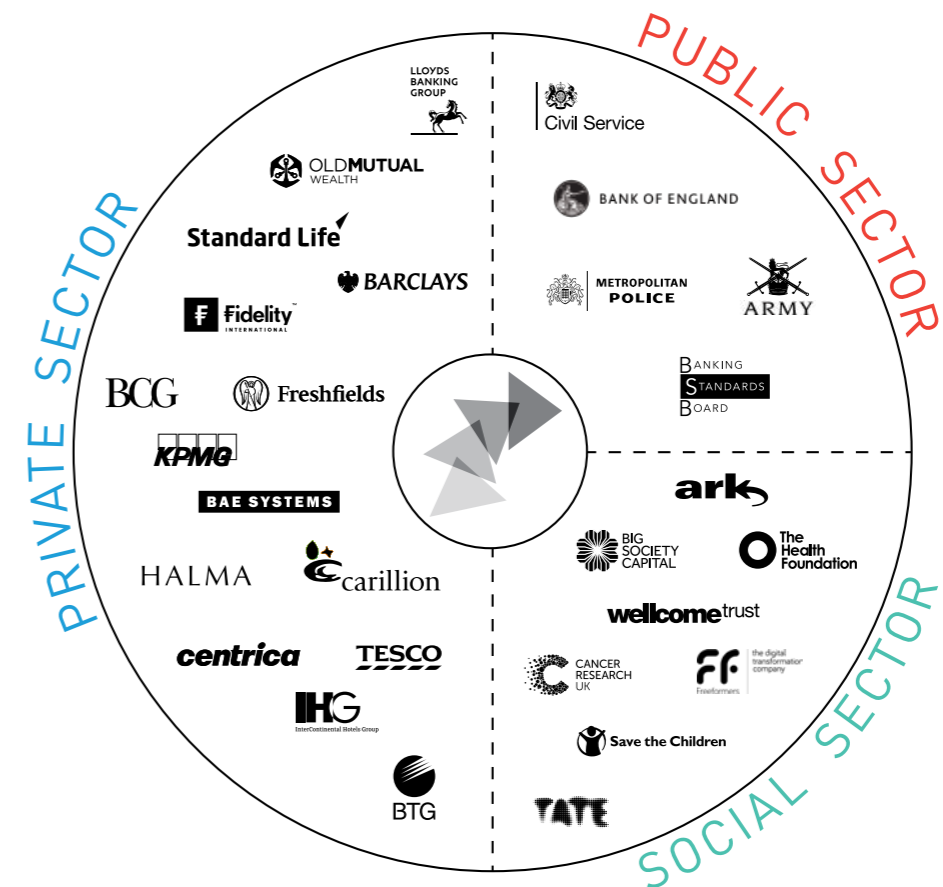 PUBLIC SECTOR
PRIVATE SECTOR
SOCIAL SECTOR
LLOYDS
BANKING
GROUP
OLDMUTUAL
WEALTH
Standard Life
BARCLAYS
Fidelity™
INTERNATIONAL
BCG
Freshfields
KPMG
BAE SYSTEMS
HALMA
carillion
centrica
TESCO
IHG
InterContinental Hotels Group
BTG
Civil Service
BANK OF ENGLAND
METROPOLITAN
POLICE
ARMY
BANKING
STANDARDS
BOARD
ark
BIG
SOCIETY
CAPITAL
The
Health
Foundation
wellcometrust
CANCER
RESEARCH
UK
FF
Freeformers
the digital
transformation
company
Save the Children
TATE